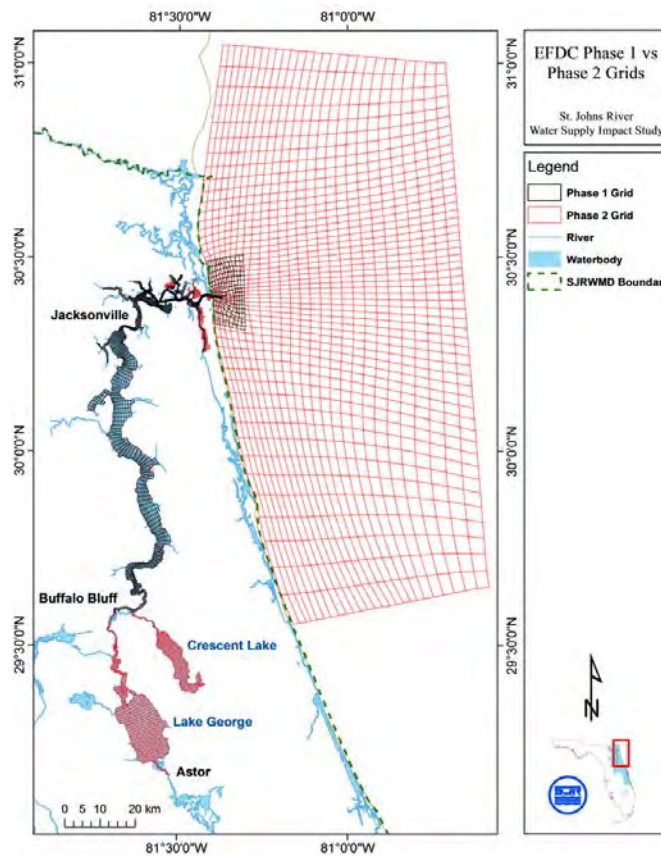 81°30'0"W
81°0'0"W
EFDC Phase 1 vs
Phase 2 Grids
St. Johns River
Water Supply Impact Study
Legend
Phase 1 Grid
Phase 2 Grid
River
Waterbody
SJRWMD Boundar
31°0'0"N
31°0'0"N
30°30'0"N
30°30'0"N
Jacksonville
30°0'0"N
30°0'0"N
Buffalo Bluff
29°30'0"N
29°30'0"N
Crescent Lake
Lake George
Astor
0 5 10 20 km
81°30'0"W
81°0'0"W